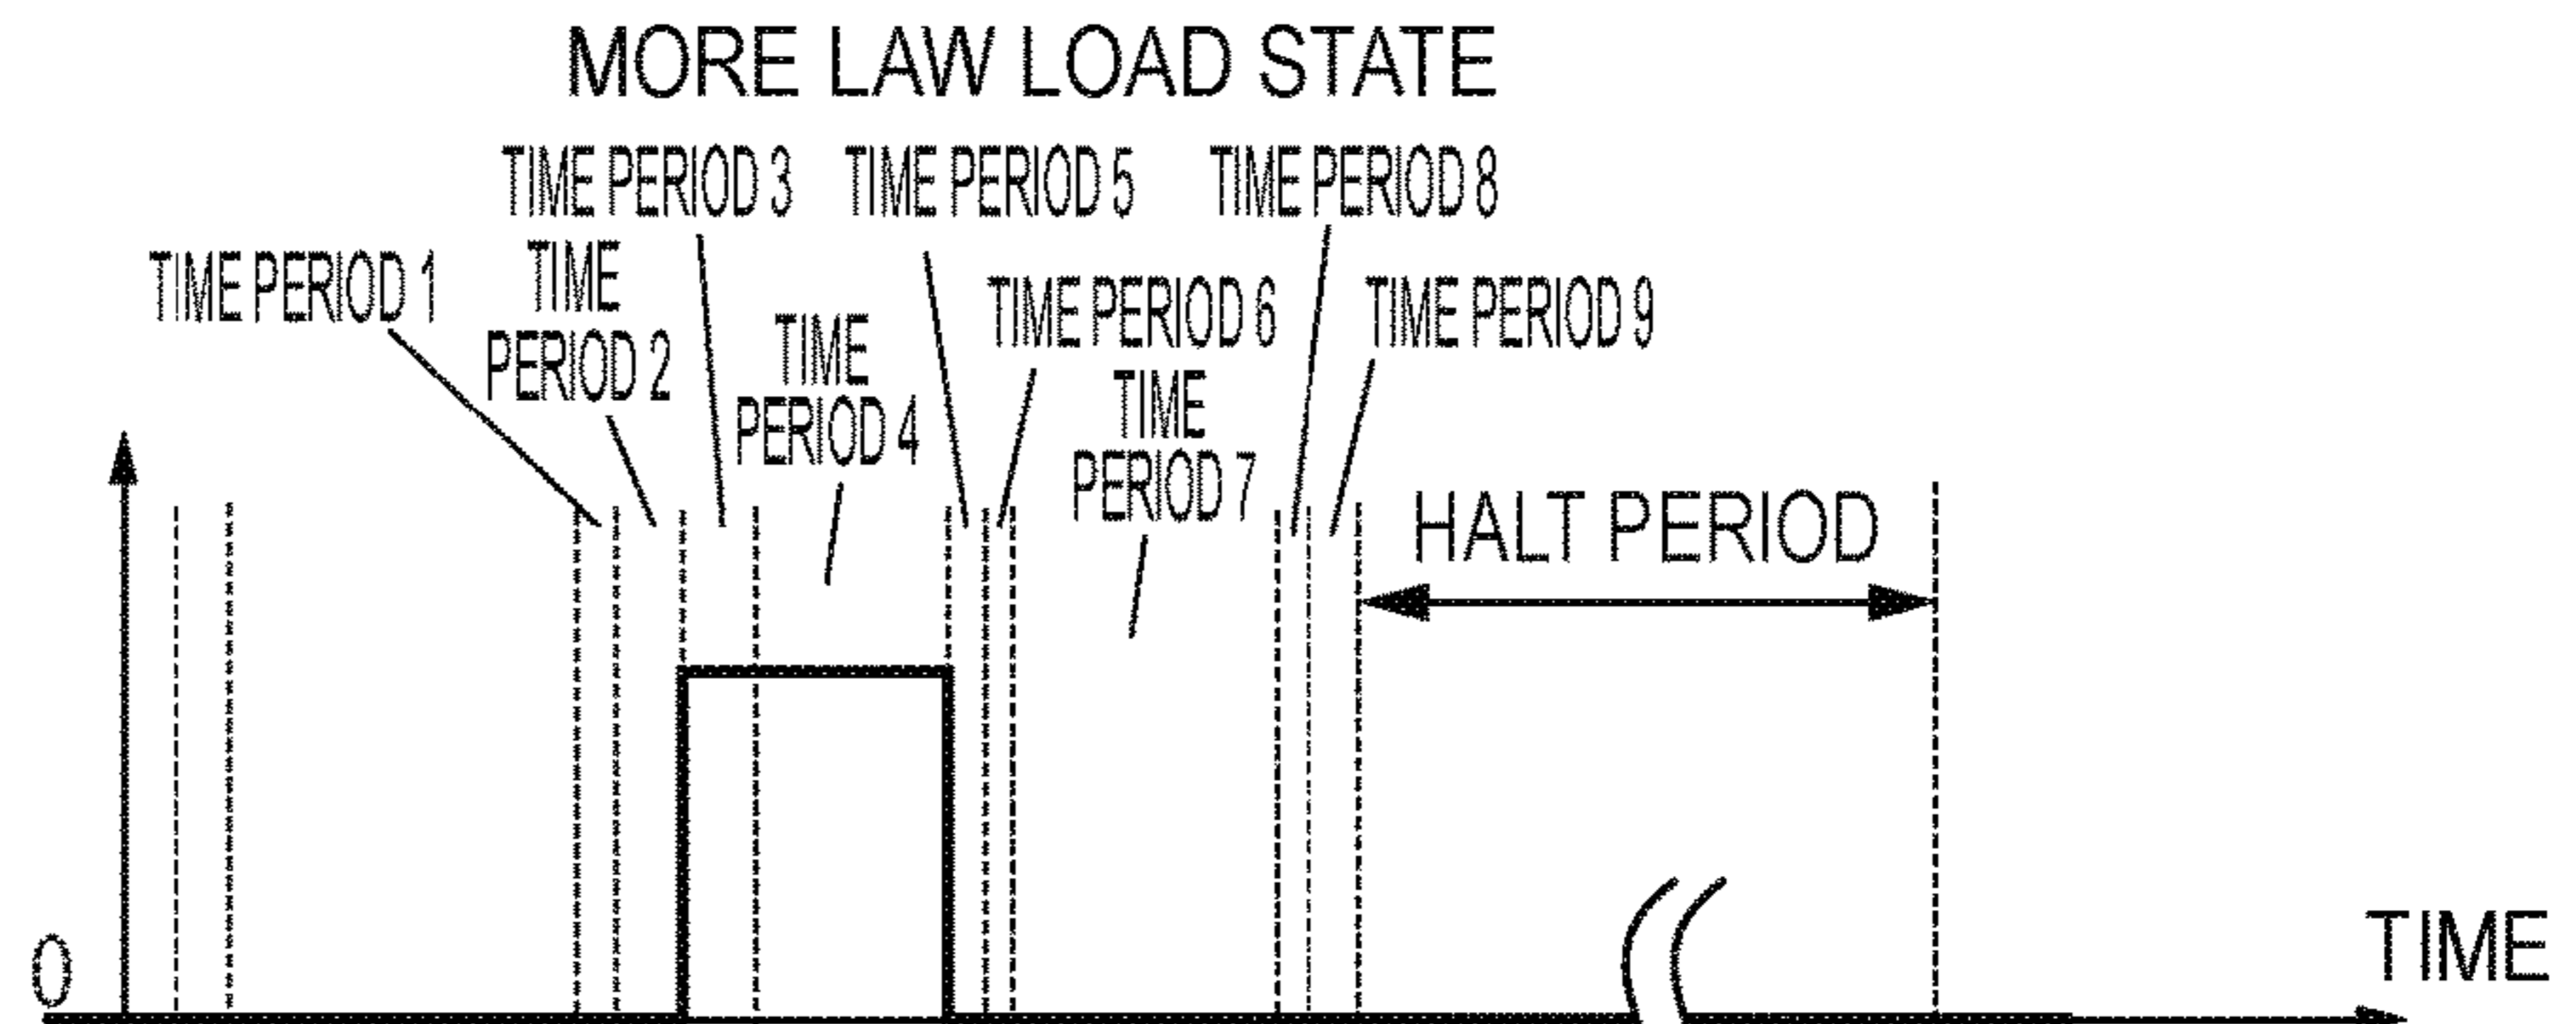 MORE LAW LOAD STATE
TIME PERIOD 3
TIME PERIOD 5
TIME PERIOD 8
TIME PERIOD 1
TIME
PERIOD 2
TIME PERIOD 6
TIME PERIOD 9
TIME
PERIOD 4
TIME
PERIOD 7
HALT PERIOD
0
TIME